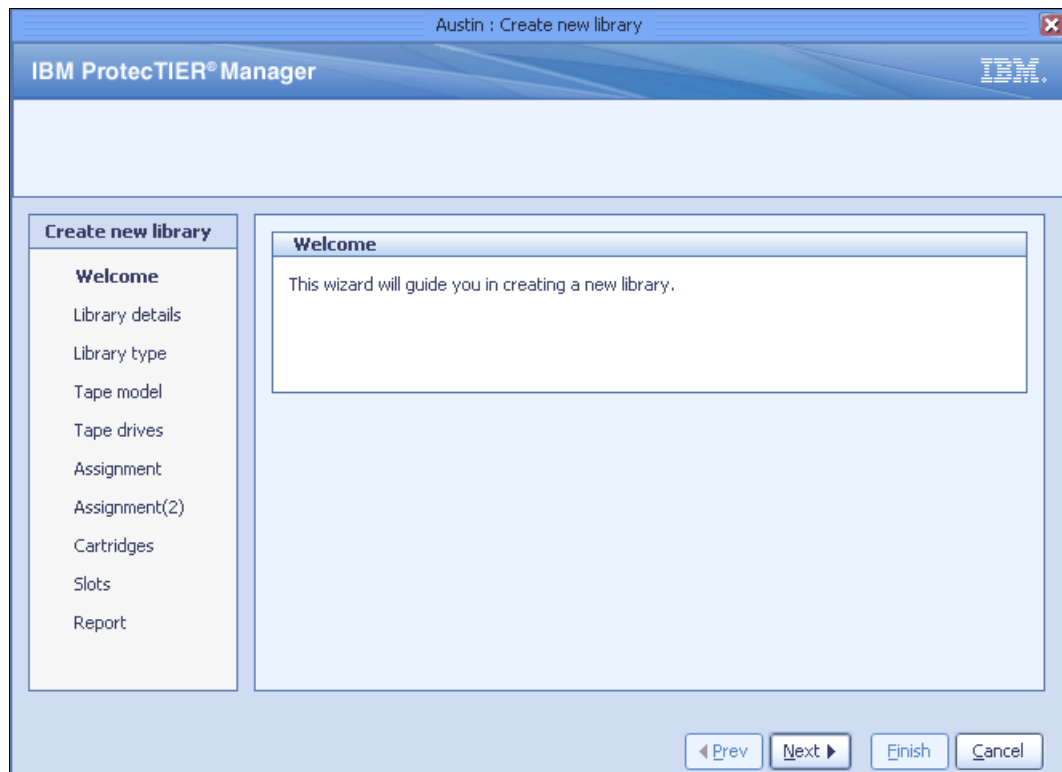 Austin : Create new library
IBM ProtecTIER® Manager
IBM.
Create new library
Welcome
Library details
Library type
Tape model
Tape drives
Assignment
Assignment(2)
Cartridges
Slots
Report
Welcome
This wizard will guide you in creating a new library.
Prev
Next
Finish
Cancel